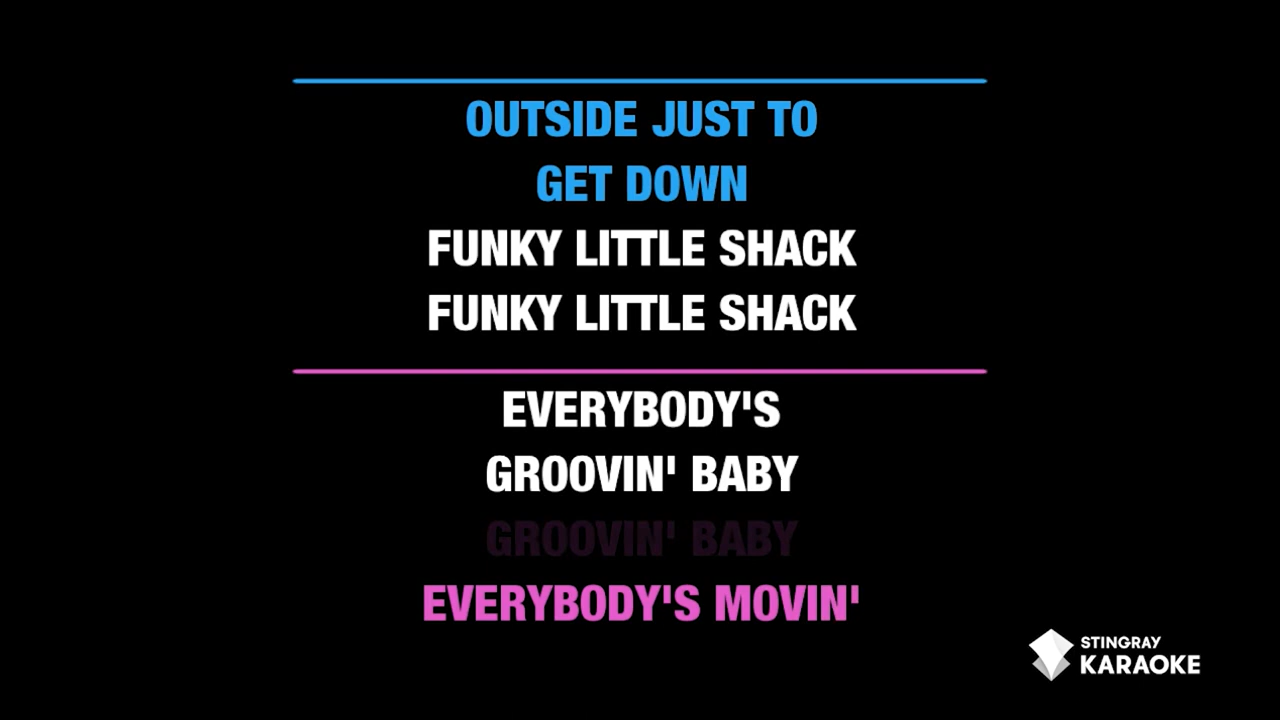 OUTSIDE JUST TO
GET DOWN
FUNKY LITTLE SHACK
FUNKY LITTLE SHACK
EVERYBODY'S
GROOVIN' BABY
GROOVIN' BABY
EVERYBODY'S MOVIN'
STINGRAY
KARAOKE